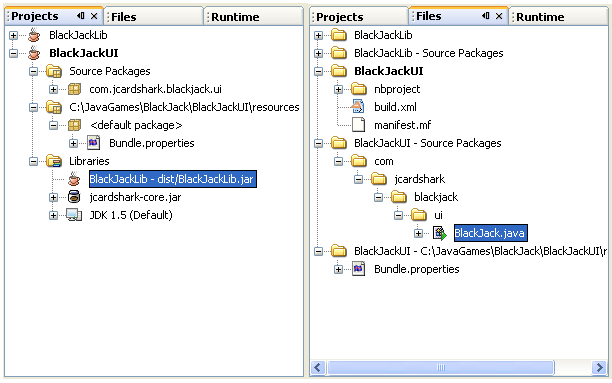 Projects
Files
Runtime
BlackJackLib
BlackJackUI
Source Packages
com.jcardshark.blackjack.ui
C:\JavaGames\BlackJack\BlackJackUI\resources
<default package>
Bundle.properties
Libraries
BlackJackLib - dist/BlackJackLib.jar
jcardshark-core.jar
JDK 1.5 (Default)
Projects
Files
Runtime
BlackJackLib
BlackJackLib - Source Packages
BlackJackUI
nbproject
build.xml
manifest.mf
BlackJackUI - Source Packages
com
jcardshark
blackjack
ui
BlackJack.java
BlackJackUI - C:\JavaGames\BlackJack\BlackJackUI\r
Bundle.properties